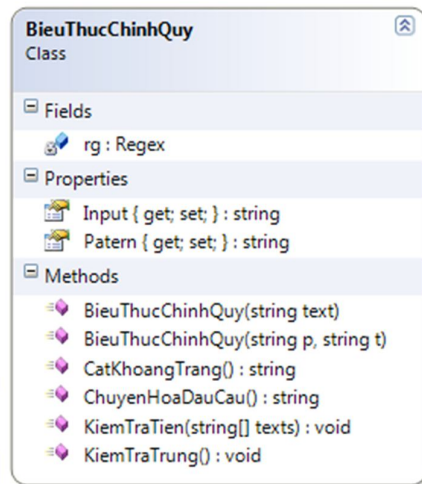 BieuThucChinhQuy
Class
Fields
rg : Regex
Properties
Input { get; set; } : string
Patern { get; set; } : string
Methods
BieuThucChinhQuy(string text)
BieuThucChinhQuy(string p, string t)
CatKhoangTrang() : string
ChuyenHoaDauCau() : string
KiemTraTien(string[] texts) : void
KiemTraTrung() : void